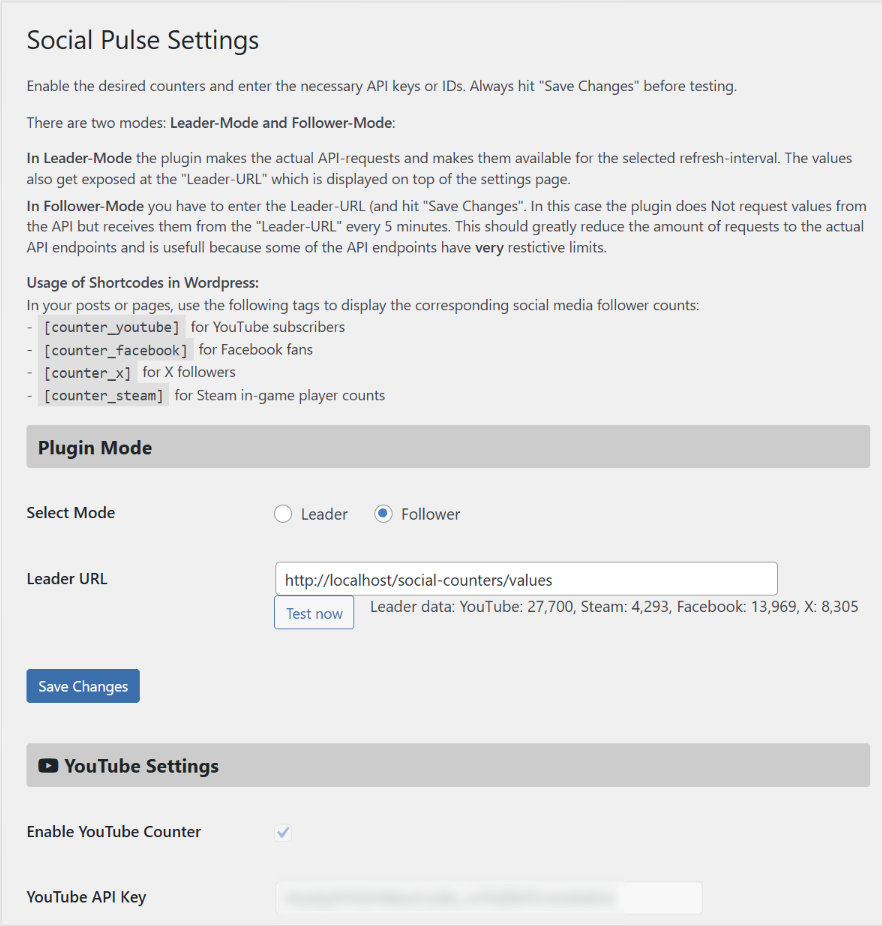 Social Pulse Settings
Enable the desired counters and enter the necessary API keys or IDs. Always hit "Save Changes" before testing.
There are two modes: Leader-Mode and Follower-Mode:
In Leader-Mode the plugin makes the actual API-requests and makes them available for the selected refresh-interval. The values
also get exposed at the "Leader-URL" which is displayed on top of the settings page.
In Follower-Mode you have to enter the Leader-URL (and hit "Save Changes". In this case the plugin does Not request values from
the API but receives them from the "Leader-URL" every 5 minutes. This should greatly reduce the amount of requests to the actual
API endpoints and is usefull because some of the API endpoints have very restictive limits.
Usage of Shortcodes in Wordpress:
In your posts or pages, use the following tags to display the corresponding social media follower counts:
- [counter_youtube] for YouTube subscribers
- [counter_facebook] for Facebook fans
- [counter_x] for X followers
- [counter_steam] for Steam in-game player counts
Plugin Mode
Select Mode Leader Follower
Leader URL http://localhost/social-counters/values
Test now Leader data: YouTube: 27,700, Steam: 4,293, Facebook: 13,969, X: 8,305
Save Changes
YouTube Settings
Enable YouTube Counter
YouTube API Key